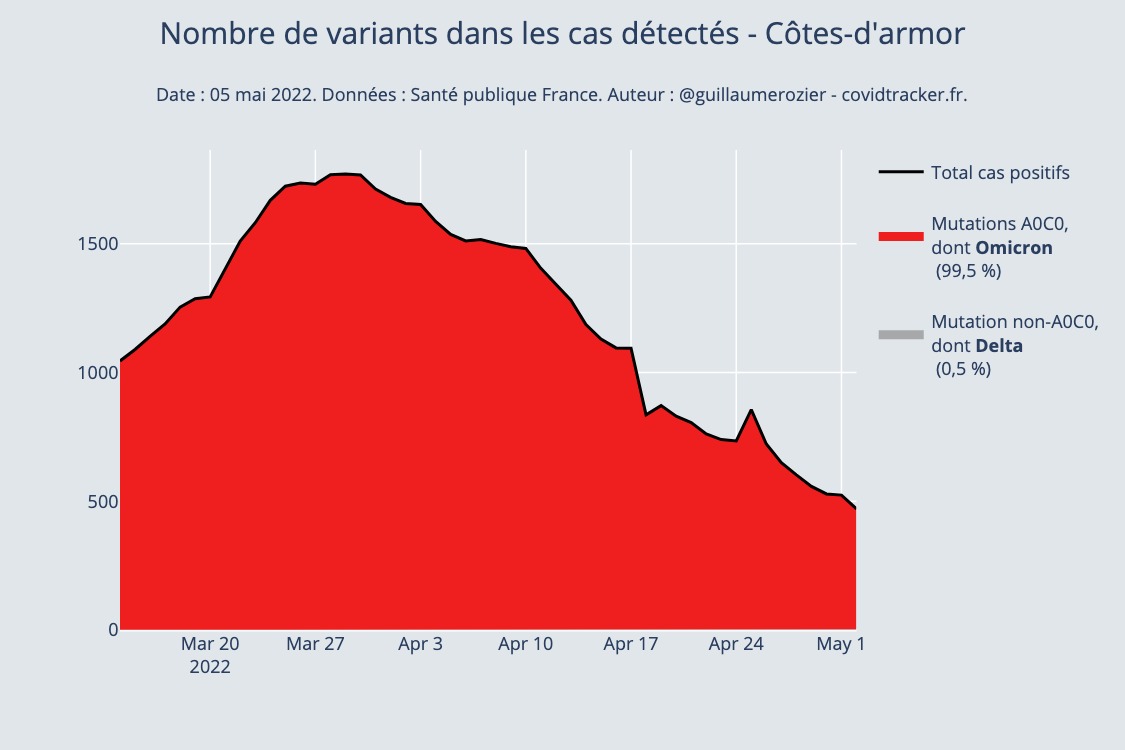 Nombre de variants dans les cas détectés - Côtes-d'armor
Date : 05 mai 2022. Données : Santé publique France. Auteur : @guillaumerozier - covidtracker.fr.
Total cas positifs
Mutations A0C0,
dont Omicron
(99,5 %)
Mutation non-A0C0,
dont Delta
(0,5 %)
1500
1000
500
0
Mar 20
2022
Mar 27
Apr 3
Apr 10
Apr 17
Apr 24
May 1